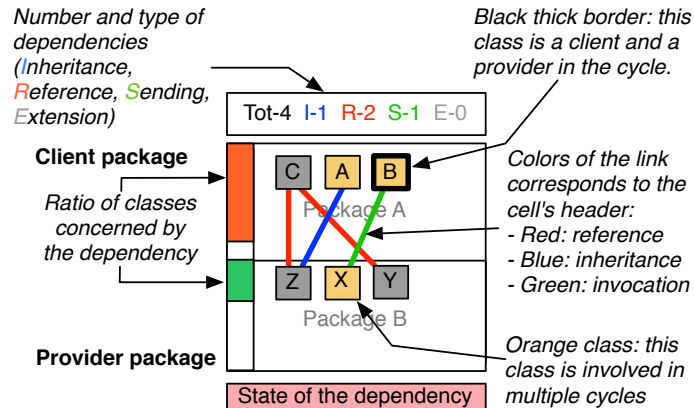 Number and type of
dependencies
(Inheritance,
Reference, Sending,
Extension)
Black thick border: this
class is a client and a
provider in the cycle.
Tot-4 I-1 R-2 S-1 E-0
Client package
C A B
Package A
Ratio of classes
concerned by
the dependency
Colors of the link
corresponds to the
cell's header:
- Red: reference
- Blue: inheritance
- Green: invocation
Z X Y
Package B
Provider package
Orange class: this
class is involved in
multiple cycles
State of the dependency